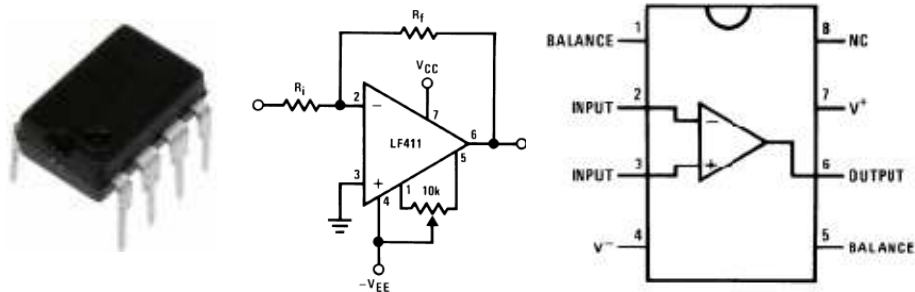 Rf
VCC
Ri
2
−
7
LF411
6
5
3
+
4
1
10k
-VEE
1
BALANCE
8
NC
2
INPUT
−
7
V+
3
INPUT
+
6
OUTPUT
4
V−
5
BALANCE